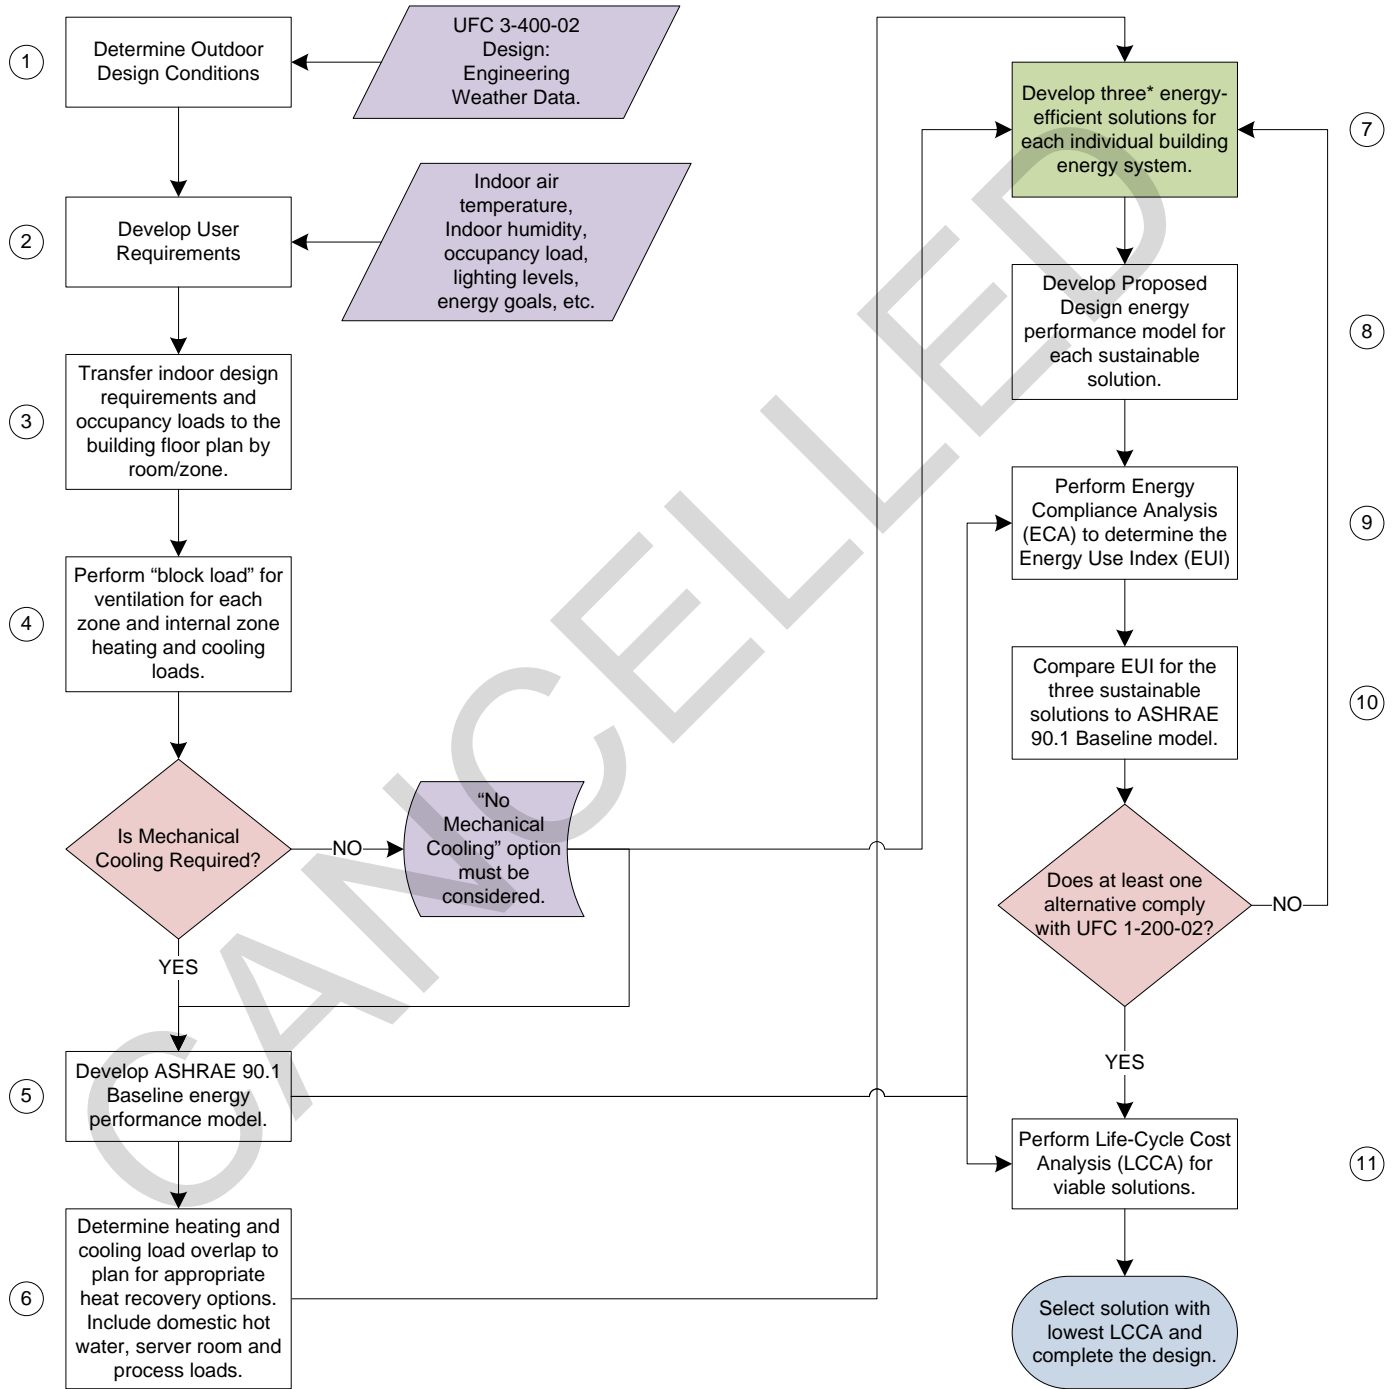 1
Determine Outdoor
Design Conditions
UFC 3-400-02
Design:
Engineering
Weather Data.
2
Develop User
Requirements
Indoor air
temperature,
Indoor humidity,
occupancy load,
lighting levels,
energy goals, etc.
3
Transfer indoor design
requirements and
occupancy loads to the
building floor plan by
room/zone.
4
Perform “block load” for
ventilation for each
zone and internal zone
heating and cooling
loads.
Is Mechanical
Cooling Required?
NO
“No
Mechanical
Cooling” option
must be
considered.
YES
5
Develop ASHRAE 90.1
Baseline energy
performance model.
6
Determine heating and
cooling load overlap to
plan for appropriate
heat recovery options.
Include domestic hot
water, server room and
process loads.
Develop three* energy-
efficient solutions for
each individual building
energy system.
7
Develop Proposed
Design energy
performance model for
each sustainable
solution.
8
Perform Energy
Compliance Analysis
(ECA) to determine the
Energy Use Index (EUI)
9
Compare EUI for the
three sustainable
solutions to ASHRAE
90.1 Baseline model.
10
Does at least one
alternative comply
with UFC 1-200-02?
NO
YES
Perform Life-Cycle Cost
Analysis (LCCA) for
viable solutions.
11
Select solution with
lowest LCCA and
complete the design.
CANCELLED